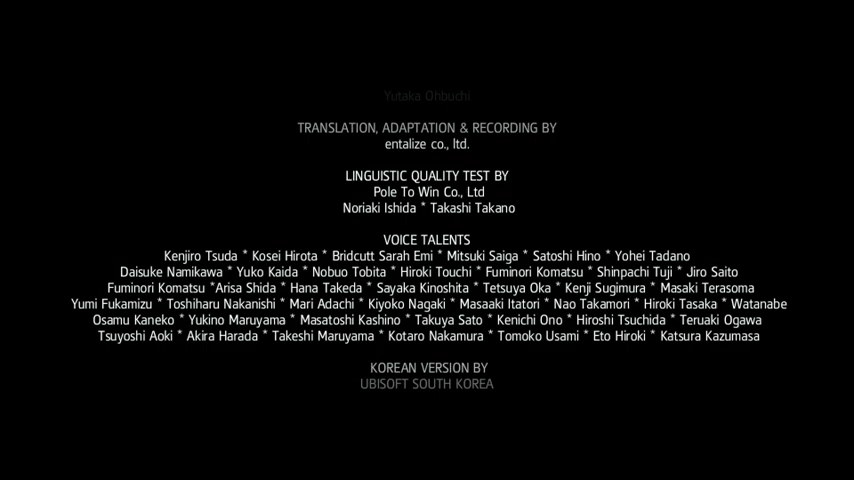 Yutaka Ohbuchi
TRANSLATION, ADAPTATION & RECORDING BY
entalize co., ltd.
LINGUISTIC QUALITY TEST BY
Pole To Win Co., Ltd
Noriaki Ishida * Takashi Takano
VOICE TALENTS
Kenjiro Tsuda * Kosei Hirota * Bridcutt Sarah Emi * Mitsuki Saiga * Satoshi Hino * Yohei Tadano
Daisuke Namikawa * Yuko Kaida * Nobuo Tobita * Hiroki Touchi * Fuminori Komatsu * Shinpachi Tuji * Jiro Saito
Fuminori Komatsu *Arisa Shida * Hana Takeda * Sayaka Kinoshita * Tetsuya Oka * Kenji Sugimura * Masaki Terasoma
Yumi Fukamizu * Toshiharu Nakanishi * Mari Adachi * Kiyoko Nagaki * Masaaki Itatori * Nao Takamori * Hiroki Tasaka * Watanabe
Osamu Kaneko * Yukino Maruyama * Masatoshi Kashino * Takuya Sato * Kenichi Ono * Hiroshi Tsuchida * Teruaki Ogawa
Tsuyoshi Aoki * Akira Harada * Takeshi Maruyama * Kotaro Nakamura * Tomoko Usami * Eto Hiroki * Katsura Kazumasa
KOREAN VERSION BY
UBISOFT SOUTH KOREA